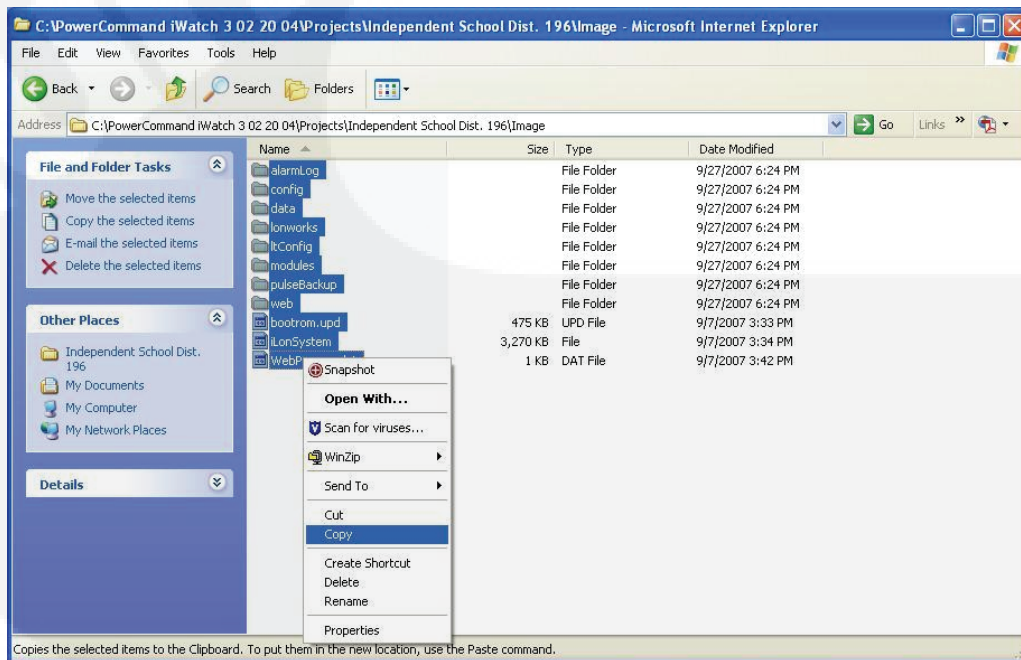 C:\PowerCommand iWatch 3 02 20 04\Projects\Independent School Dist. 196\Image - Microsoft Internet Explorer
File Edit View Favorites Tools Help
Back Search Folders
Address C:\PowerCommand iWatch 3 02 20 04\Projects\Independent School Dist. 196\Image Go Links »
Name Size Type Date Modified
File and Folder Tasks
Move the selected items
Copy the selected items
E-mail the selected items
Delete the selected items
Other Places
Independent School Dist.
196
My Documents
My Computer
My Network Places
Details
alarmLog File Folder 9/27/2007 6:24 PM
config File Folder 9/27/2007 6:24 PM
data File Folder 9/27/2007 6:24 PM
lonworks File Folder 9/27/2007 6:24 PM
ltConfig File Folder 9/27/2007 6:24 PM
modules File Folder 9/27/2007 6:24 PM
pulseBackup File Folder 9/27/2007 6:24 PM
web File Folder 9/27/2007 6:24 PM
bootrom.upd 475 KB UPD File 9/7/2007 3:33 PM
iLonSystem 3,270 KB File 9/7/2007 3:34 PM
1 KB DAT File 9/7/2007 3:42 PM
Snapshot
Open With...
Scan for viruses...
WinZip
Send To
Cut
Copy
Create Shortcut
Delete
Rename
Properties
Copies the selected items to the Clipboard. To put them in the new location, use the Paste command.